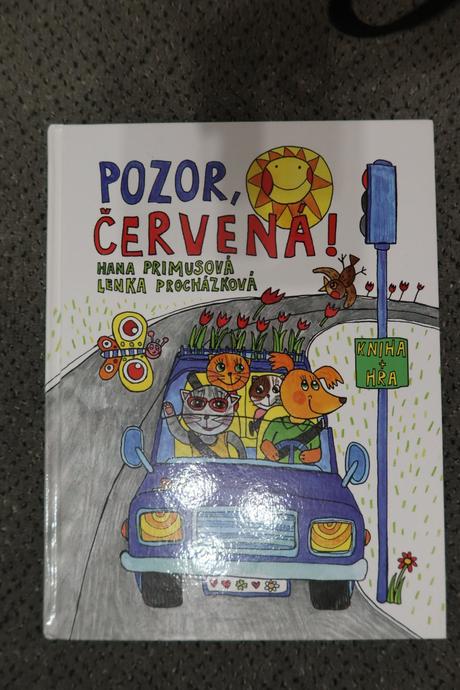 POZOR,
ČERVENÁ!
HANA PRIMUSOVÁ
LENKA PROCHÁZKOVÁ
KNIHA
+
HRA